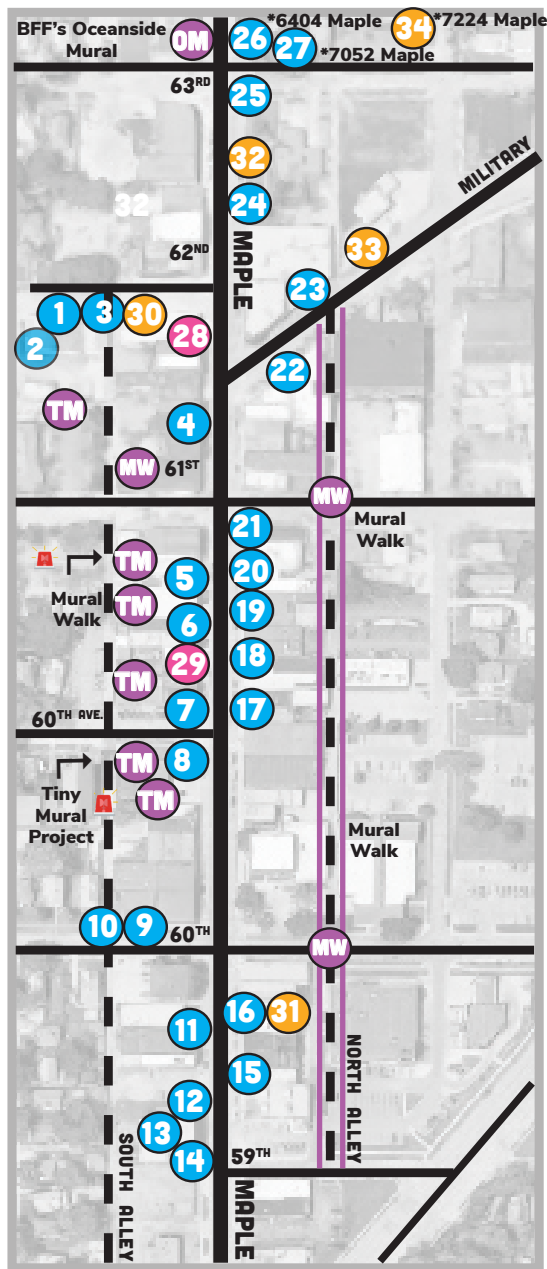 BFF's Oceanside
Mural
OM
26
*6404 Maple
27
*7052 Maple
34
*7224 Maple
63RD
25
32
32
24
MAPLE
62ND
MILITARY
33
23
1
3
30
28
2
22
TM
4
MW
61ST
MW
Mural
Walk
21
TM
5
20
Mural
Walk
TM
6
19
29
18
TM
7
17
60TH AVE.
TM
8
Tiny
Mural
Project
M
TM
Mural
Walk
10
9
60TH
MW
16
31
11
15
NORTH ALLEY
12
13
14
59TH
SOUTH ALLEY
MAPLE